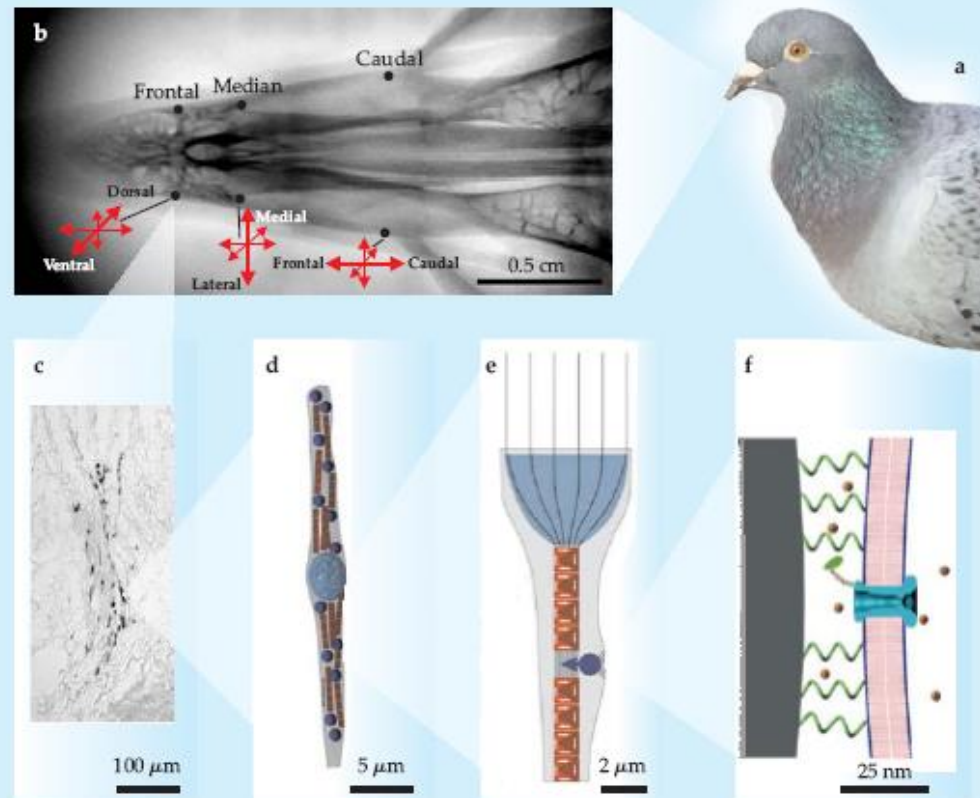 b
a
Caudal
Frontal
Median
Dorsal
Medial
Ventral
Frontal
Caudal
Lateral
0.5 cm
c
d
e
f
100 μm
5 μm
2 μm
25 nm